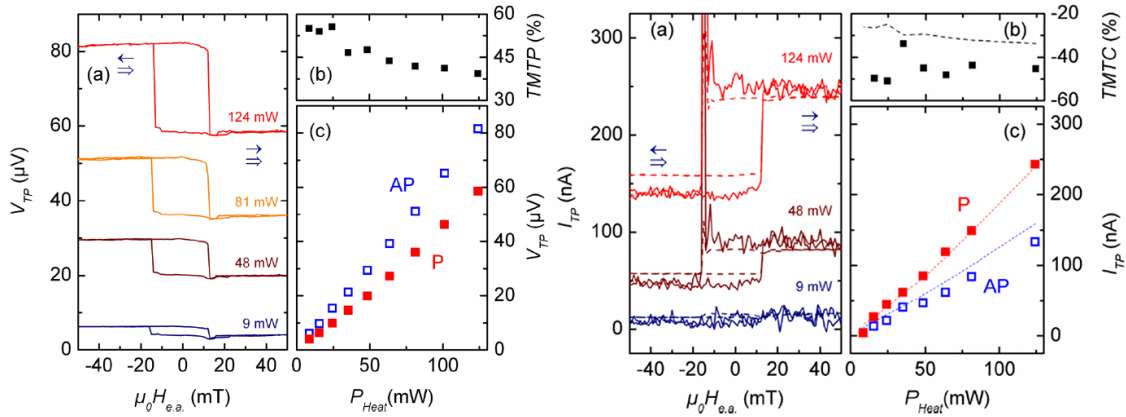 80
60
40
20
0
V_TP (µV)
(a)
124 mW
81 mW
48 mW
9 mW
-40 -20 0 20 40
µ₀H_e.a. (mT)
(b)
60
45
30
TMTP (%)
(c)
AP
P
80
60
40
20
0
V_TP (µV)
0 50 100
P_Heat(mW)
300
200
100
0
I_TP (nA)
(a)
124 mW
48 mW
9 mW
-40 -20 0 20 40
µ₀H_e.a. (mT)
(b)
-20
-40
-60
TMTC (%)
(c)
P
AP
300
200
100
0
I_TP (nA)
0 50 100
P_Heat(mW)